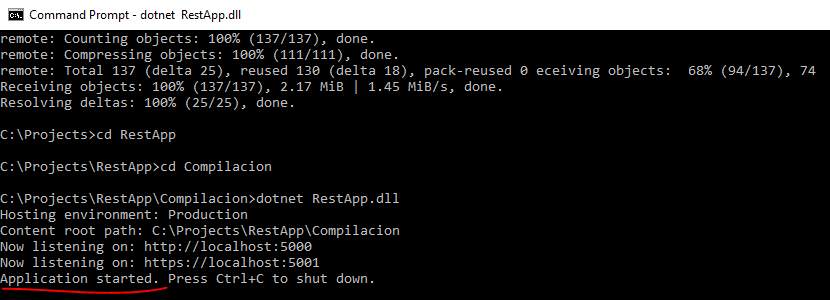 Command Prompt - dotnet RestApp.dll
remote: Counting objects: 100% (137/137), done.
remote: Compressing objects: 100% (111/111), done.
remote: Total 137 (delta 25), reused 130 (delta 18), pack-reused 0 eceiving objects:  68% (94/137), 74
Receiving objects: 100% (137/137), 2.17 MiB | 1.45 MiB/s, done.
Resolving deltas: 100% (25/25), done.
C:\Projects>cd RestApp
C:\Projects\RestApp>cd Compilacion
C:\Projects\RestApp\Compilacion>dotnet RestApp.dll
Hosting environment: Production
Content root path: C:\Projects\RestApp\Compilacion
Now listening on: http://localhost:5000
Now listening on: https://localhost:5001
Application started. Press Ctrl+C to shut down.